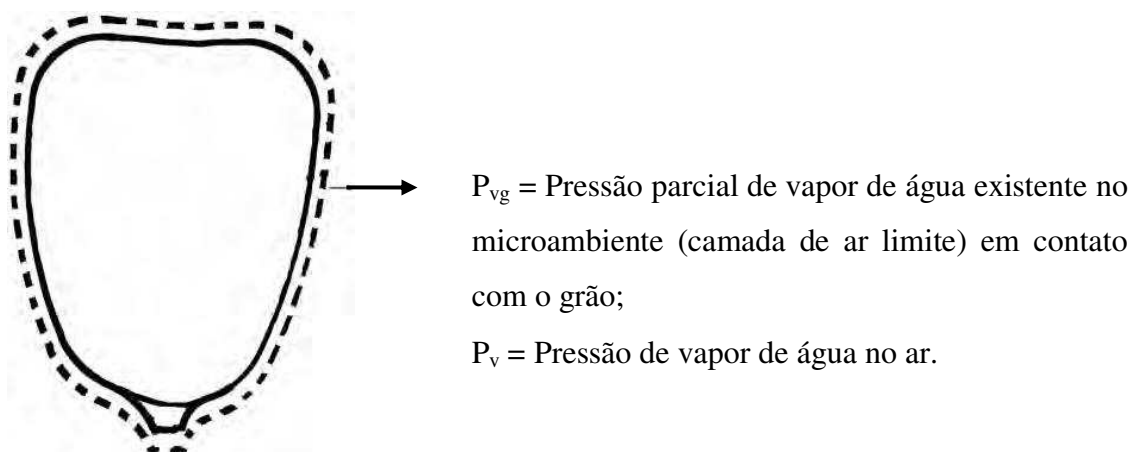 P_vg = Pressão parcial de vapor de água existente no
microambiente (camada de ar limite) em contato
com o grão;
P_v = Pressão de vapor de água no ar.